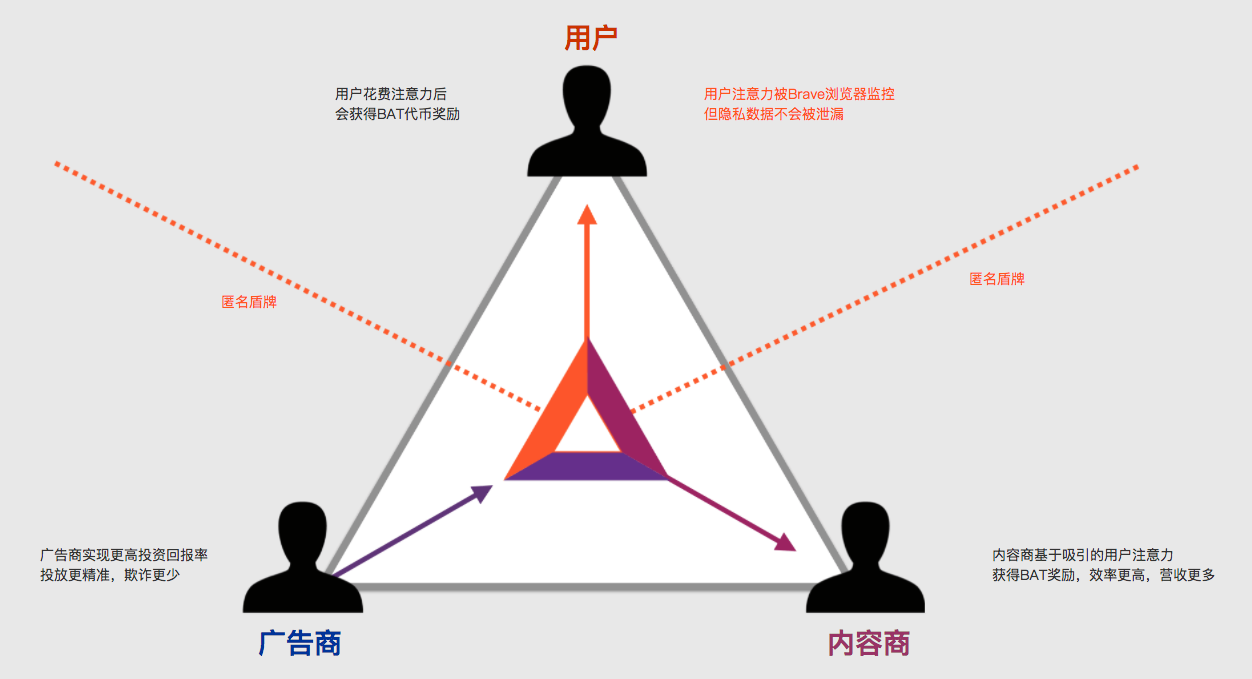 用户
用户花费注意力后
会获得BAT代币奖励
用户注意力被Brave浏览器监控
但隐私数据不会被泄漏
匿名盾牌
匿名盾牌
广告商实现更高投资回报率
投放更精准，欺诈更少
内容商基于吸引的用户注意力
获得BAT奖励，效率更高，营收更多
广告商
内容商